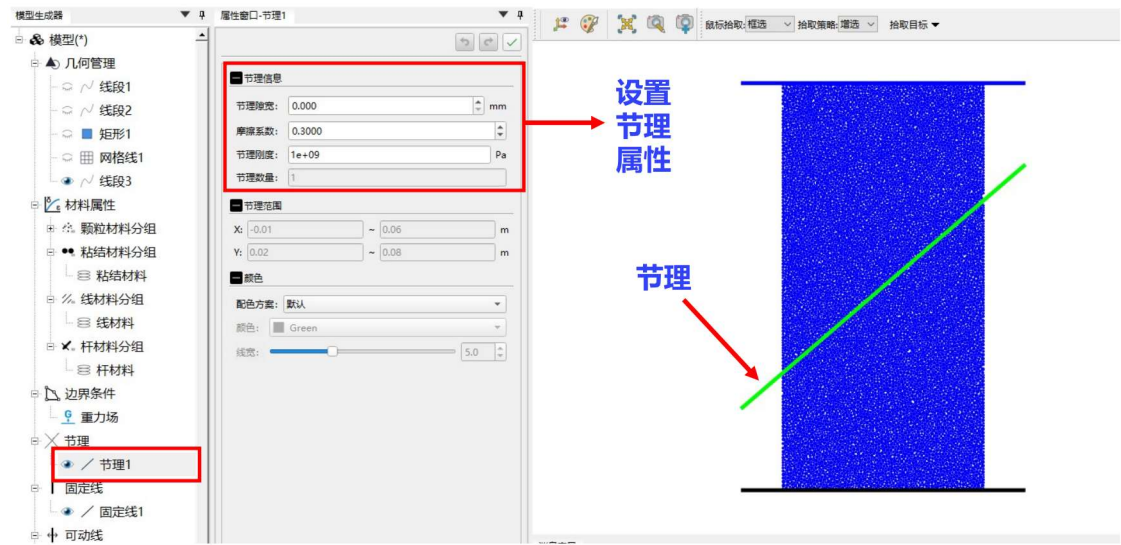 模型生成器
模型(*)
几何管理
线段1
线段2
矩形1
网格线1
线段3
材料属性
颗粒材料分组
粘结材料分组
粘结材料
线材料分组
线材料
杆材料分组
杆材料
边界条件
重力场
节理
节理1
固定线
固定线1
可动线
属性窗口-节理1
节理信息
节理隙宽: 0.000 mm
摩擦系数: 0.3000
节理刚度: 1e+09 Pa
节理数量: 1
节理范围
X: -0.01 ~ 0.06 m
Y: 0.02 ~ 0.08 m
颜色
配色方案: 默认
颜色: Green
线宽: 5.0
鼠标拾取: 框选 拾取策略: 增选 拾取目标
设置
节理
属性
节理